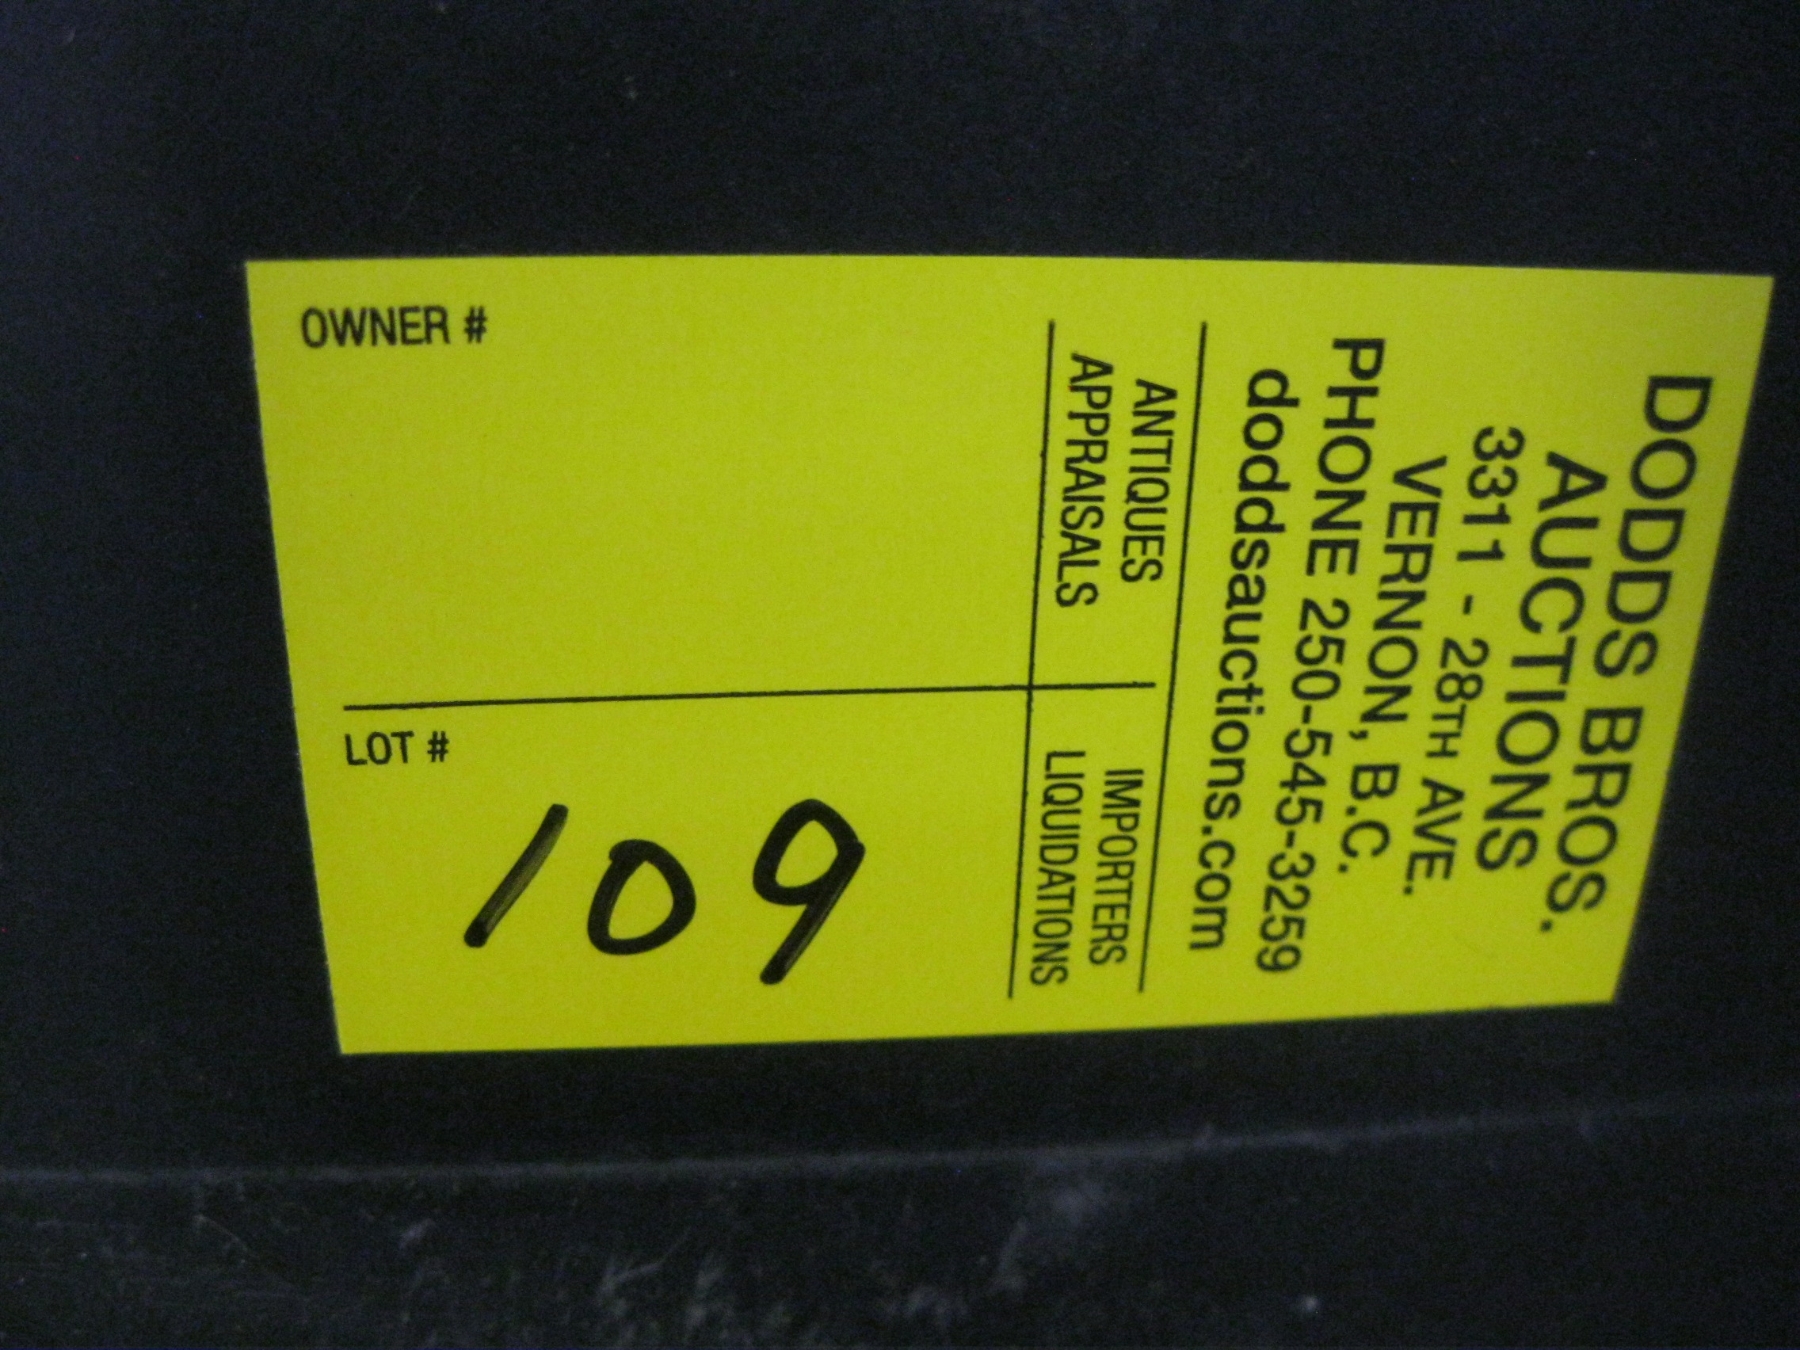 DODDS BROS.
AUCTIONS
3311 - 28TH AVE.
VERNON, B.C.
PHONE 250-545-3259
doddsauctions.com
ANTIQUES
APPRAISALS
IMPORTERS
LIQUIDATIONS
OWNER #
LOT #
109